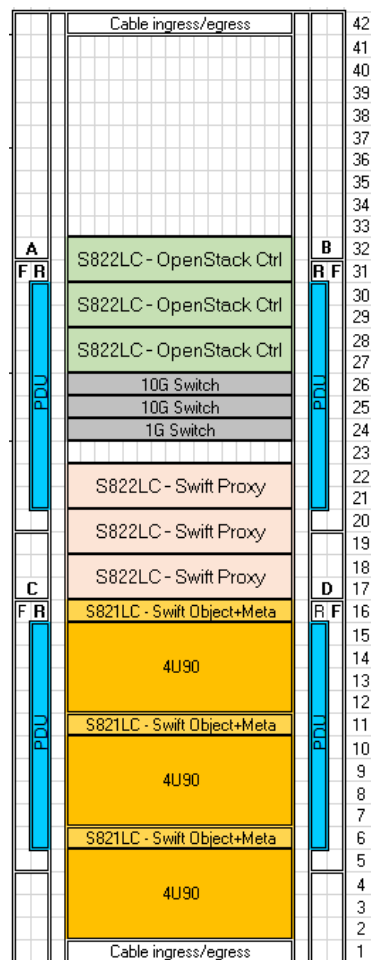 Cable ingress/egress 42
41
40
39
38
37
36
35
34
33
A B 32
S822LC - OpenStack Ctrl
F R R F 31
30
S822LC - OpenStack Ctrl
29
28
S822LC - OpenStack Ctrl
27
PDU 10G Switch PDU 26
10G Switch 25
1G Switch 24
23
22
S822LC - Swift Proxy
21
20
S822LC - Swift Proxy
19
18
S822LC - Swift Proxy
C D 17
F R S821LC - Swift Object+Meta R F 16
15
14
4U90
13
12
PDU S821LC - Swift Object+Meta PDU 11
10
9
4U90
8
7
S821LC - Swift Object+Meta 6
5
4
4U90
3
2
Cable ingress/egress 1